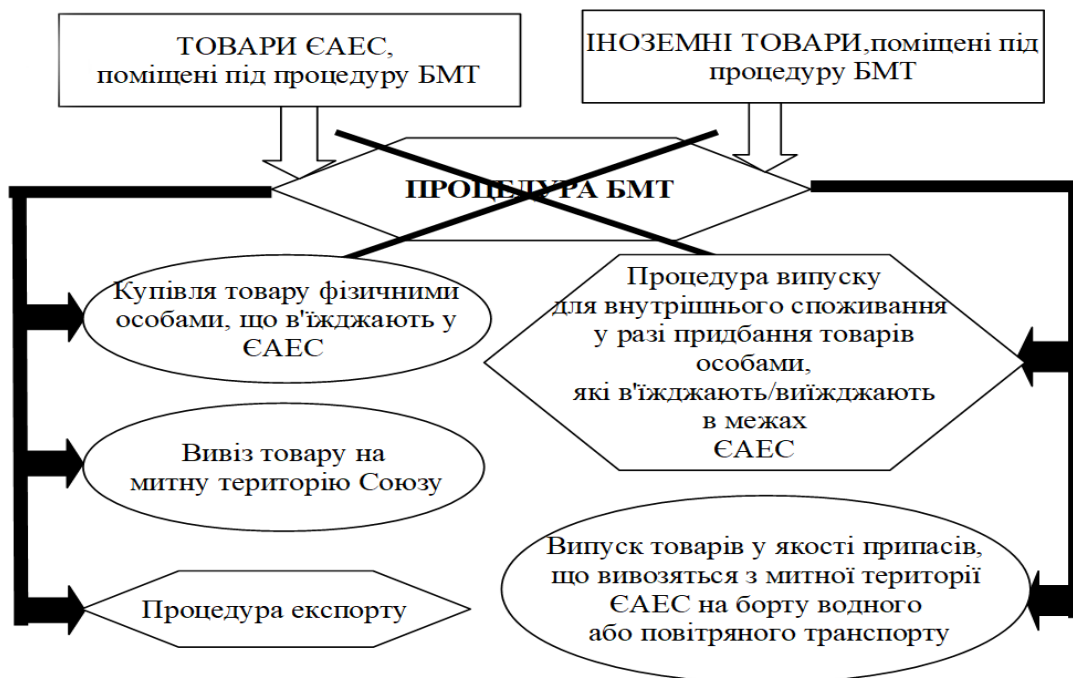 ТОВАРИ ЄАЕС,
поміщені під процедуру БМТ
ІНОЗЕМНІ ТОВАРИ,поміщені під
процедуру БМТ
ПРОЦЕДУРА БМТ
Купівля товару фізичними
особами, що в'їжджають у
ЄАЕС
Процедура випуску
для внутрішнього споживання
у разі придбання товарів
особами,
які в'їжджають/виїжджають
в межах
ЄАЕС
Вивіз товару на
митну територію Союзу
Випуск товарів у якості припасів,
що вивозяться з митної території
ЄАЕС на борту водного
або повітряного транспорту
Процедура експорту